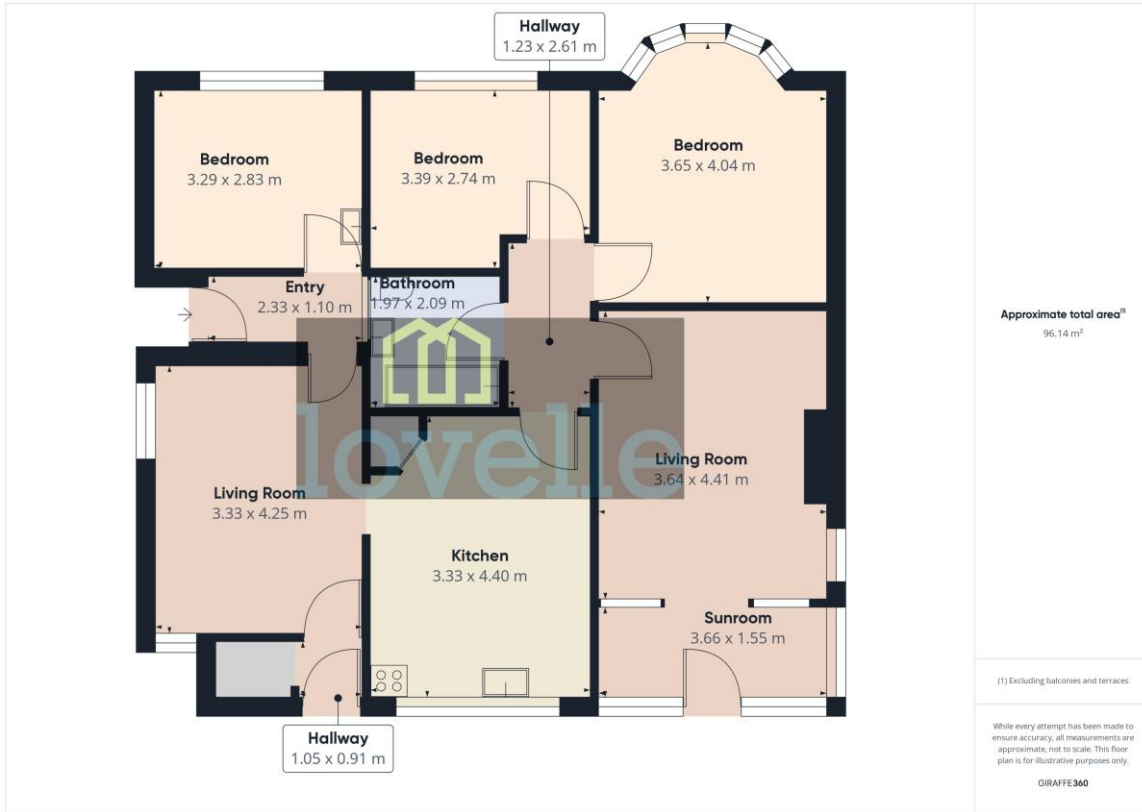 Hallway
1.23 x 2.61 m
Bedroom
3.29 x 2.83 m
Bedroom
3.39 x 2.74 m
Bedroom
3.65 x 4.04 m
Entry
2.33 x 1.10 m
Bathroom
1.97 x 2.09 m
lovelle
Living Room
3.33 x 4.25 m
Living Room
3.64 x 4.41 m
Kitchen
3.33 x 4.40 m
Sunroom
3.66 x 1.55 m
Hallway
1.05 x 0.91 m
Approximate total area(1)
96.14 m²
(1) Excluding balconies and terraces
While every attempt has been made to
ensure accuracy, all measurements are
approximate, not to scale. This floor
plan is for illustrative purposes only.
GIRAFFE360